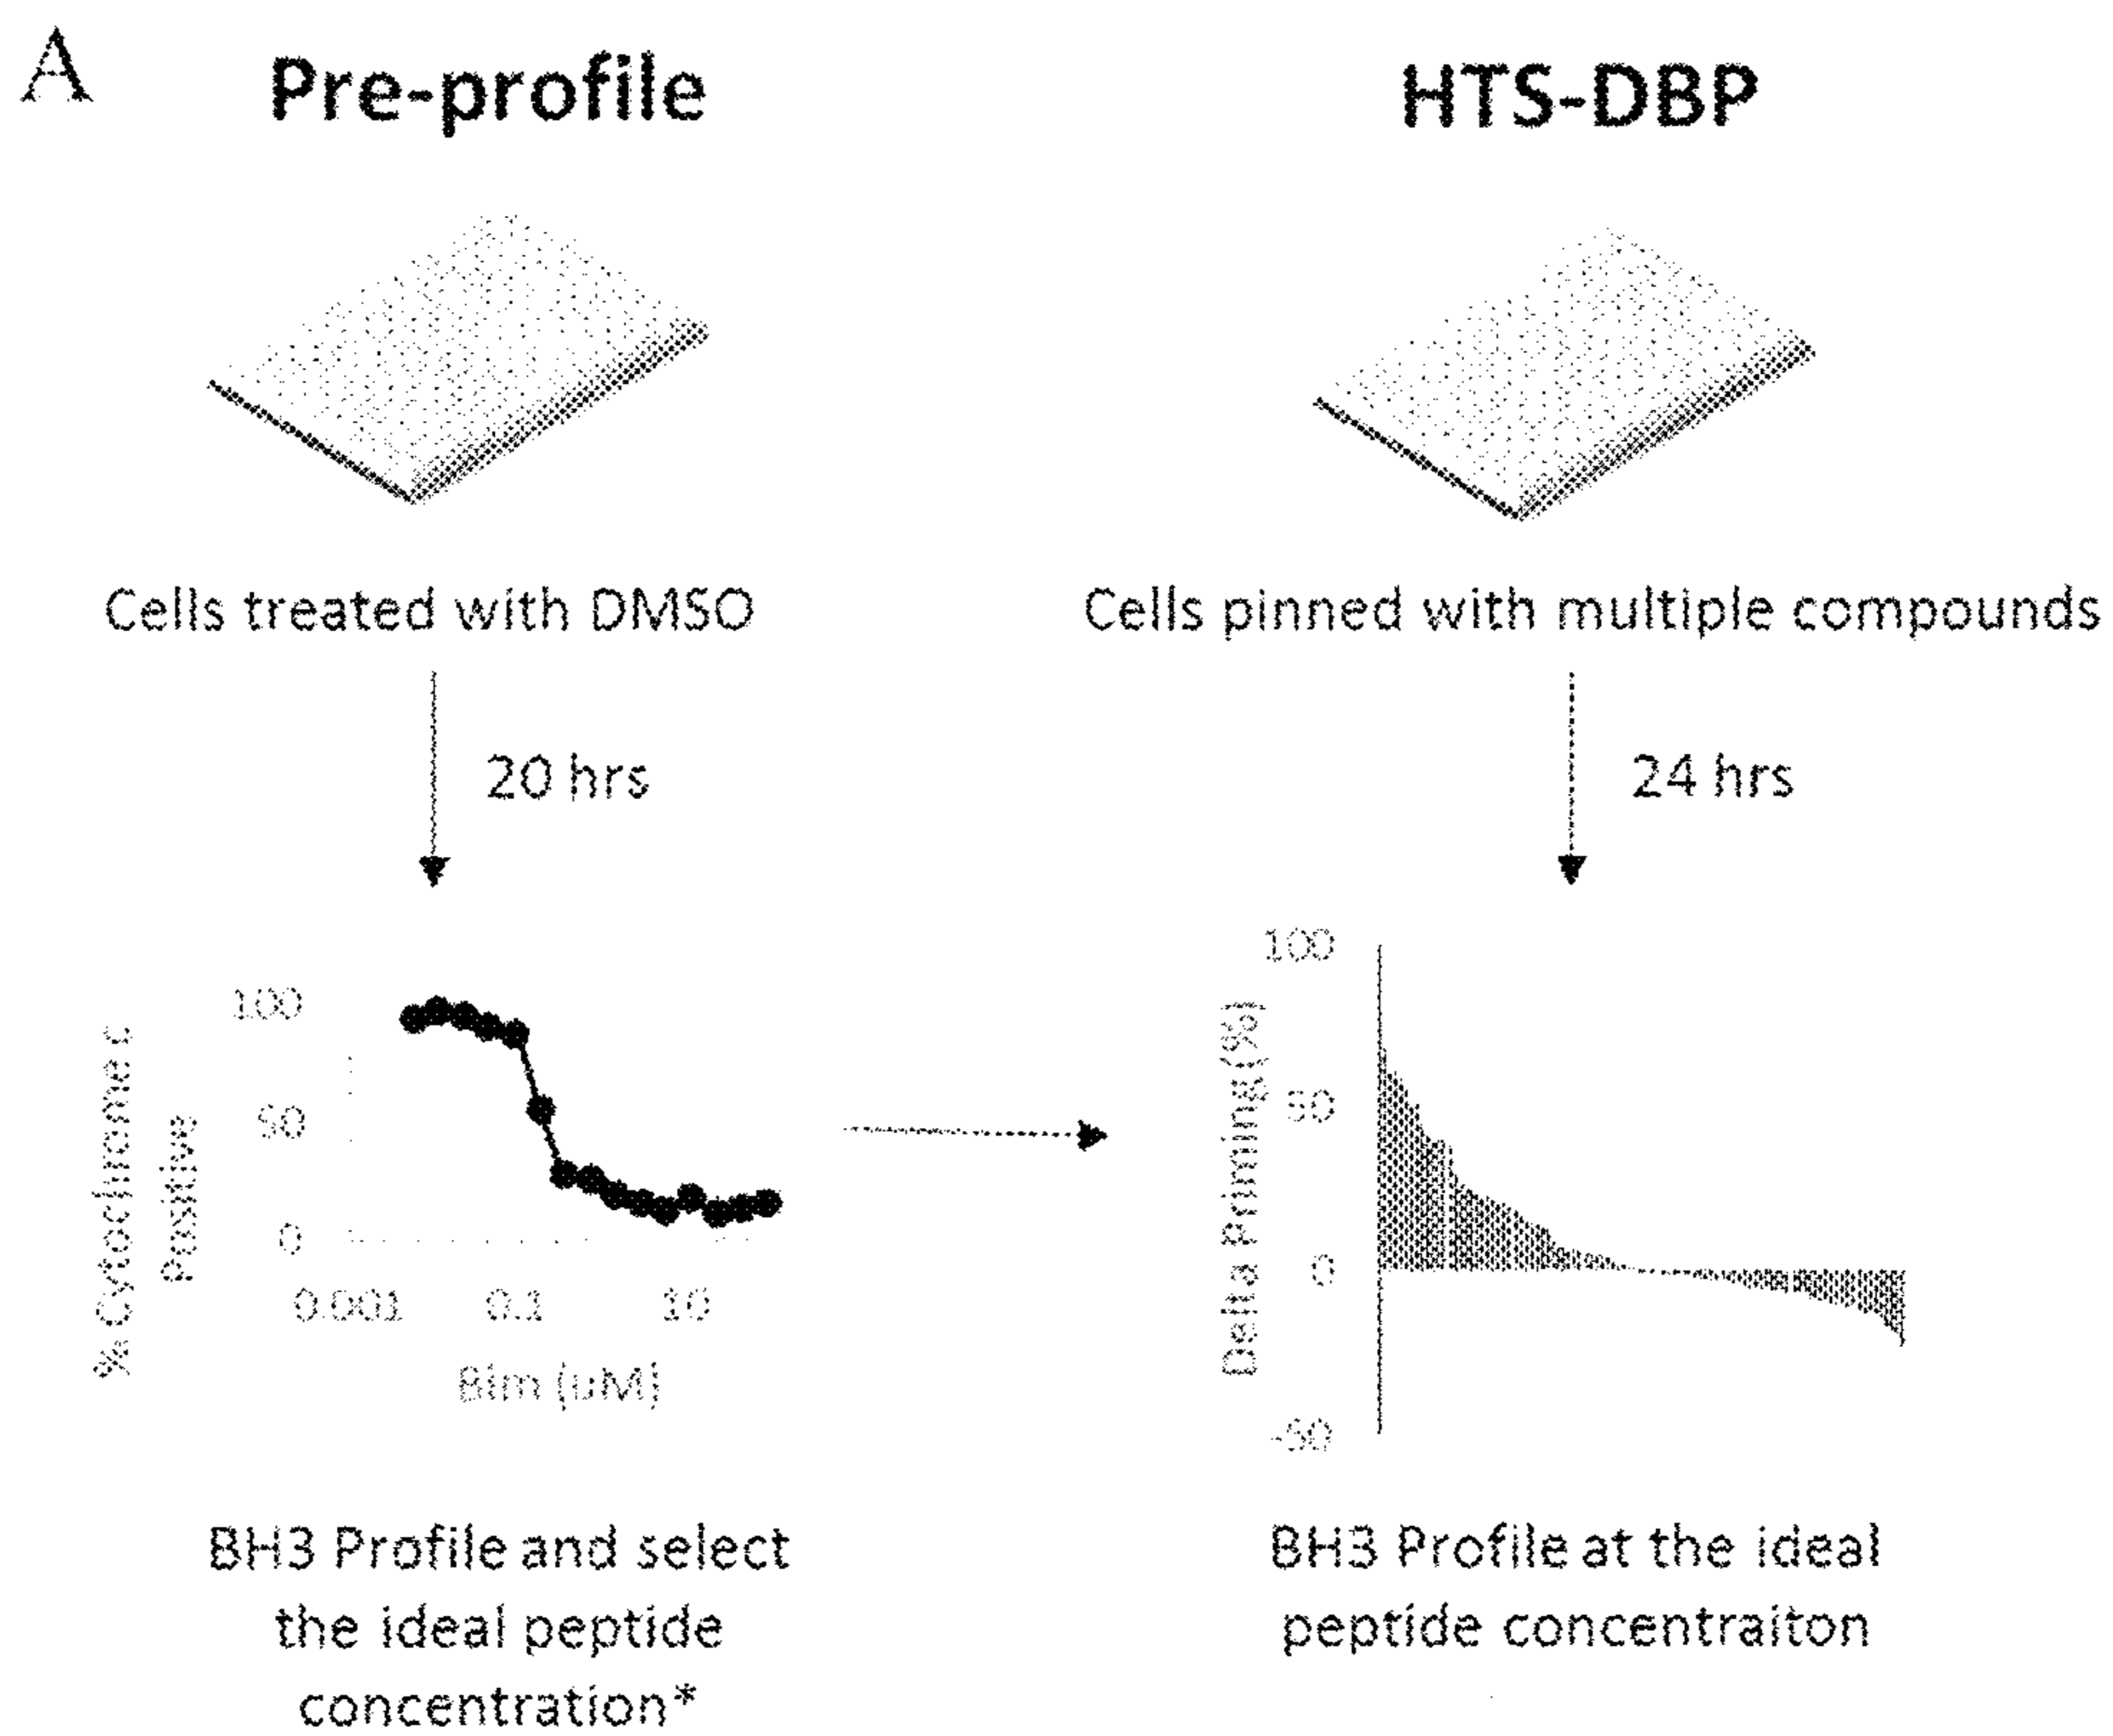 A
Pre-profile
HTS-DBP
Cells treated with DMSO
Cells pinned with multiple compounds
20 hrs
24 hrs
% Cytochrome c
Positive
100
50
0
0.001 0.1 10
Bim (uM)
Delta Priming (%)
100
50
0
-50
BH3 Profile and select
the ideal peptide
concentration*
BH3 Profile at the ideal
peptide concentraiton